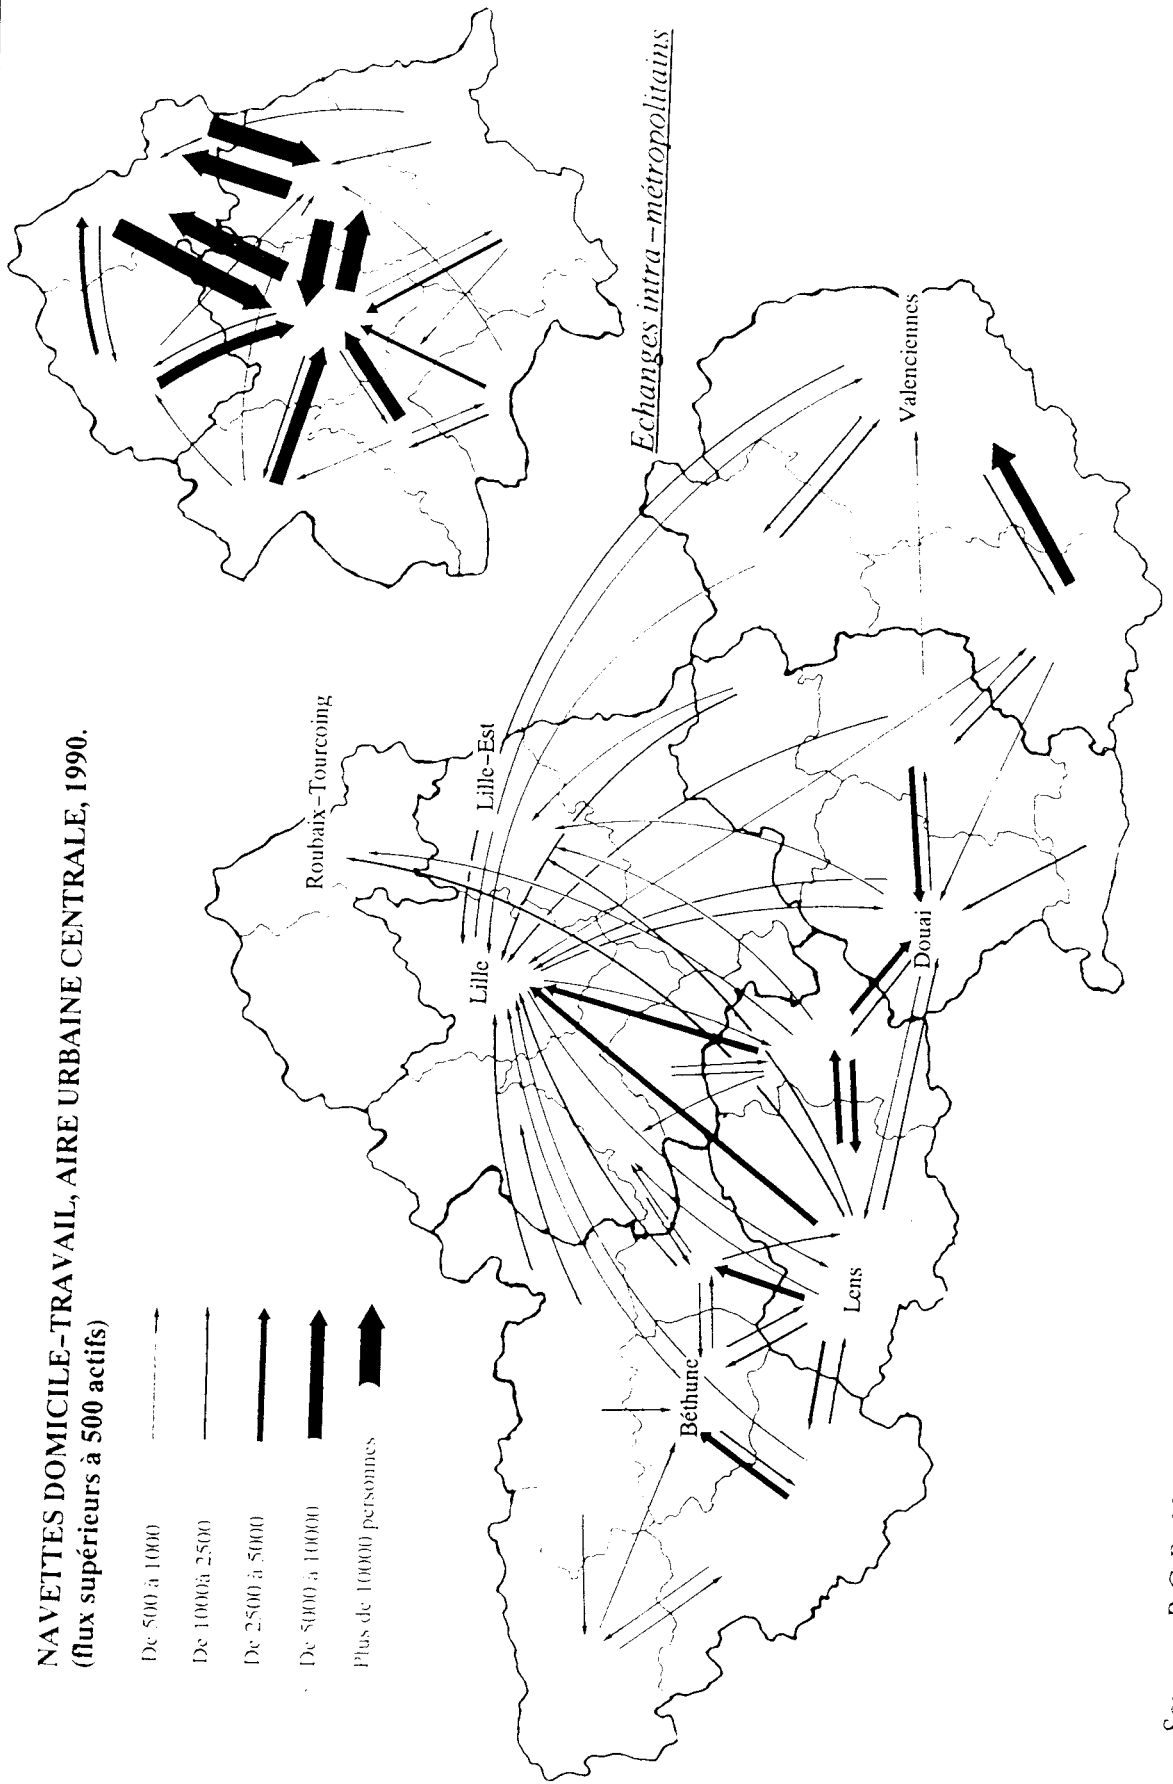 NAVETTES DOMICILE-TRAVAIL, AIRE URBAINE CENTRALE, 1990.
(flux supérieurs à 500 actifs)
De 500 à 1000
De 1000à 2500
De 2500 à 5000
De 5000 à 10000
Plus de 10000 personnes
Echanges intra-métropolitains
Roubaix-Tourcoing
Lille-Est
Lille
Béthune
Lens
Douai
Valenciennes